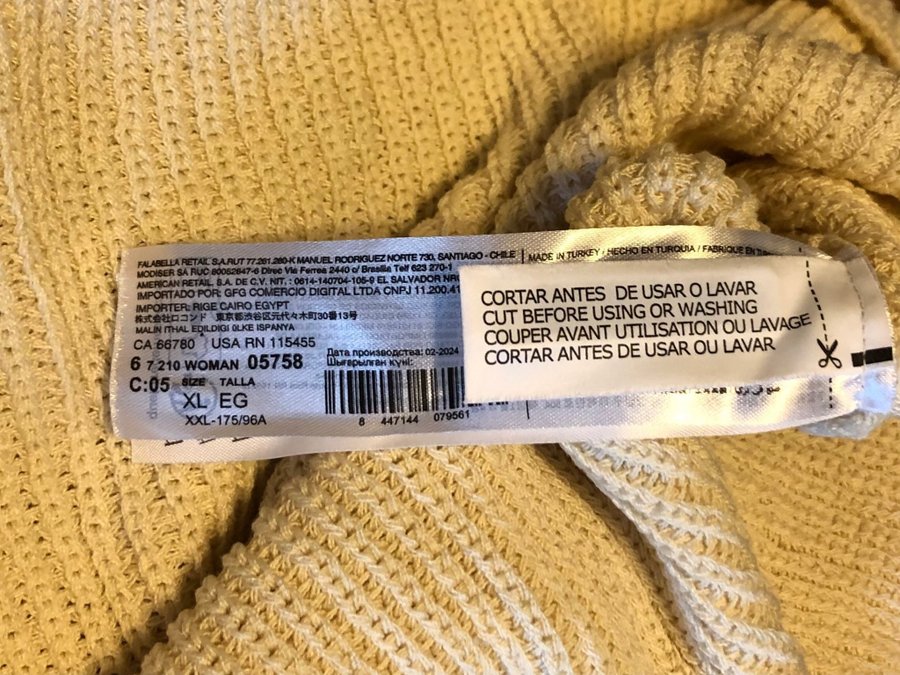 FALABELLA RETAIL S.A.RUT 77.261.280-K MANUEL RODRIGUEZ NORTE 730, SANTIAGO - CHILE
MODISER SA RUC 80062847-6 Direc Vía Ferrea 2440 c/ Brasilia Telf 623 270-1
AMERICAN RETAIL, S.A. DE C.V. NIT: 0614-140704-105-9 EL SALVADOR
IMPORTADO POR: GFG COMERCIO DIGITAL LTDA CNPJ 11.200.41
IMPORTER: RIGE CAIRO EGYPT
株式会社ロコンド 東京都渋谷区元代々木町30番13号
MALIN ITHAL EDILDIGI ÜLKE ISPANYA
CA 66780 USA RN 115455
6 7 210 WOMAN 05758
C:05 SIZE TALLA
XL EG
XXL-175/96A
Дата производства: 02-2024
Шығарылған күні:
8 447144 079561
MADE IN TURKEY / HECHO EN TURQUIA / FABRIQUE EN
CORTAR ANTES DE USAR O LAVAR
CUT BEFORE USING OR WASHING
COUPER AVANT UTILISATION OU LAVAGE
CORTAR ANTES DE USAR OU LAVAR